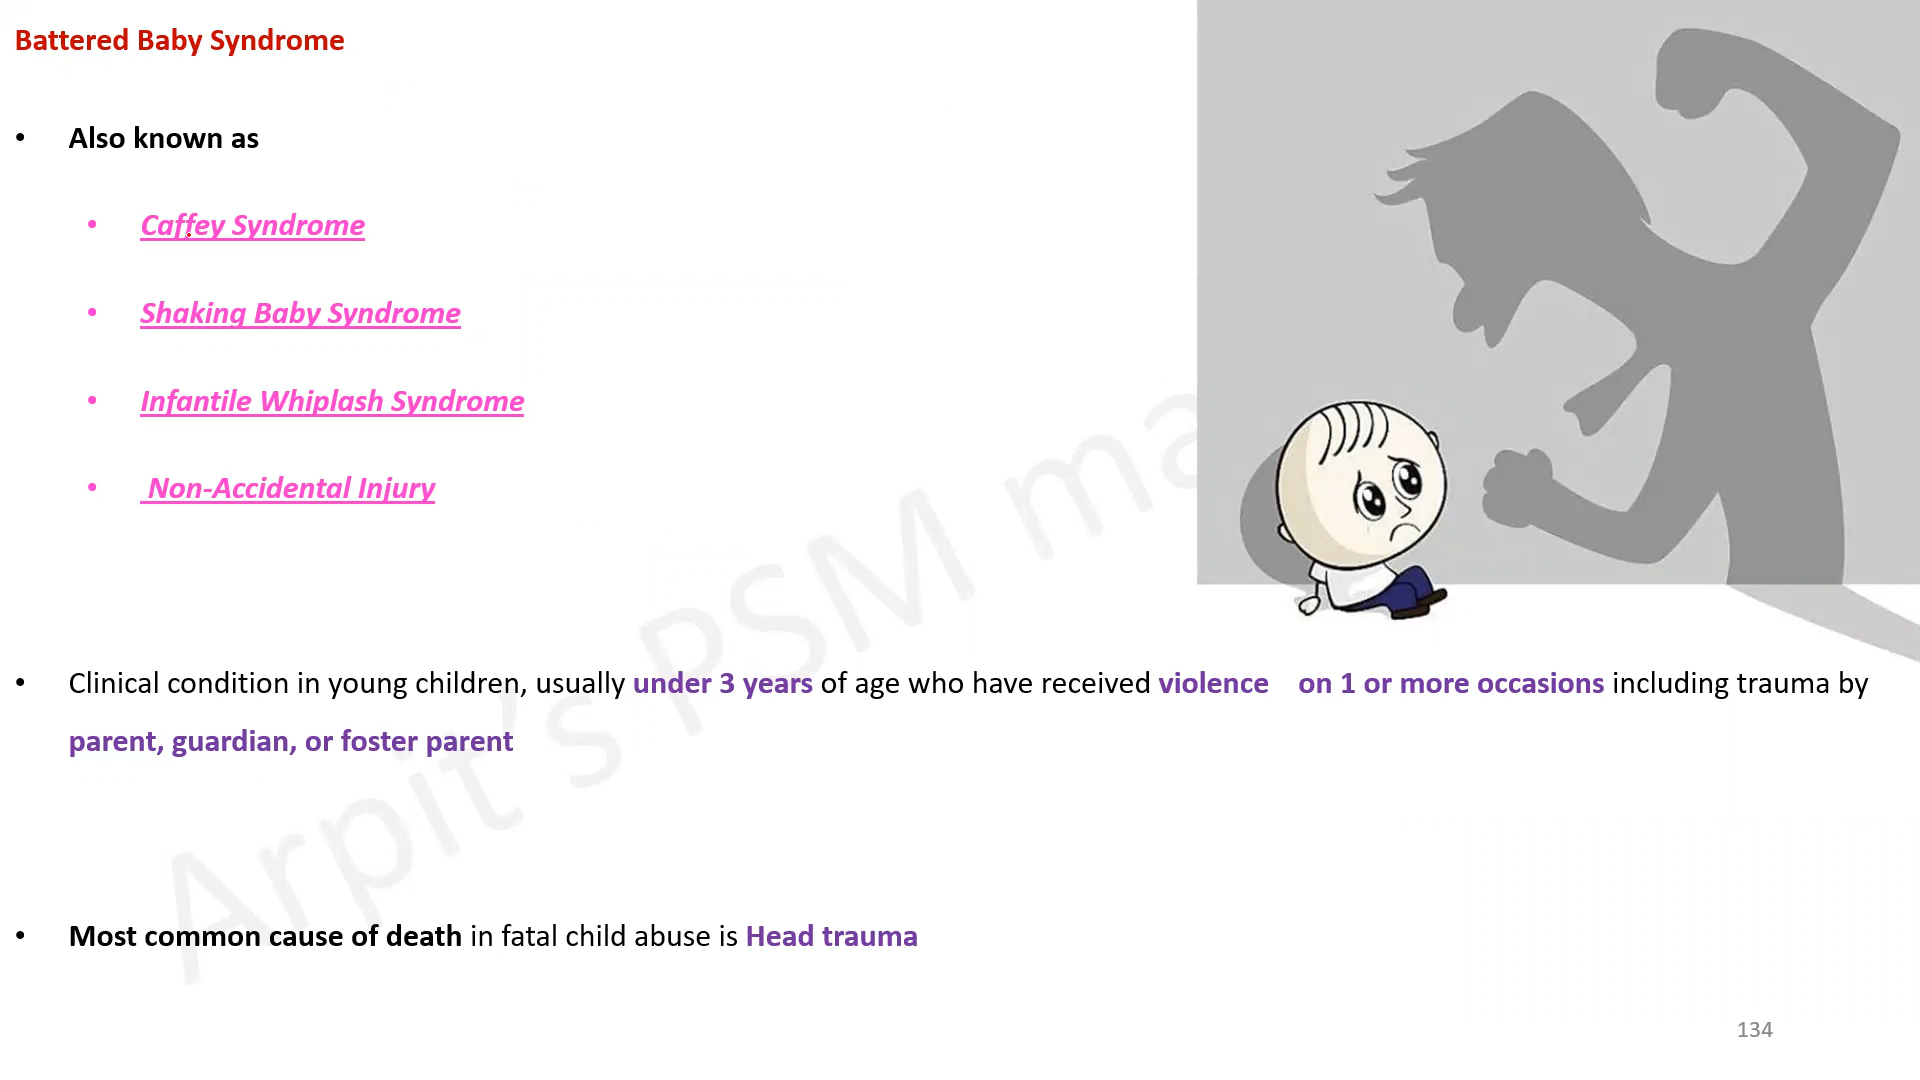 Battered Baby Syndrome
• Also known as
• Caffey Syndrome
• Shaking Baby Syndrome
• Infantile Whiplash Syndrome
• Non-Accidental Injury
• Clinical condition in young children, usually under 3 years of age who have received violence on 1 or more occasions including trauma by
parent, guardian, or foster parent
• Most common cause of death in fatal child abuse is Head trauma
Arpit's PSM ma
134